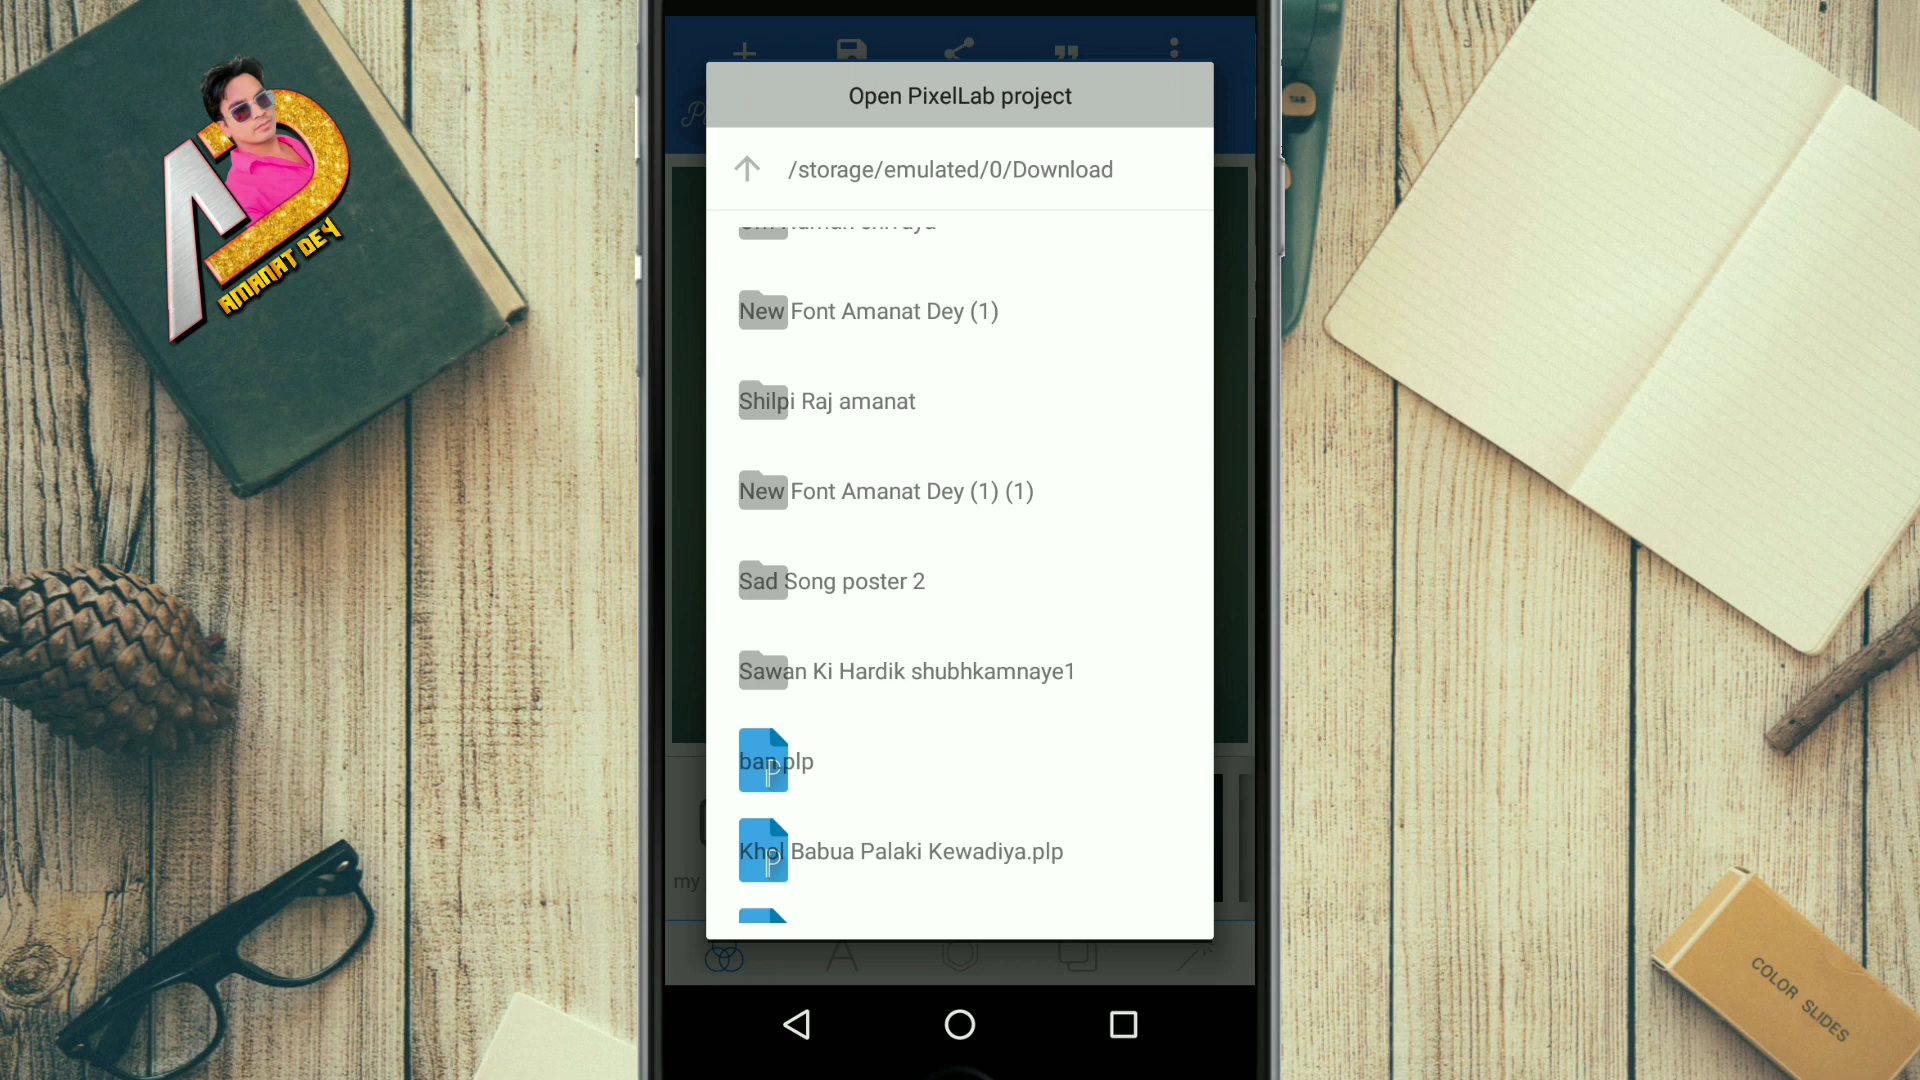 AMANAT DEY
Open PixelLab project
/storage/emulated/0/Download
New Font Amanat Dey (1)
Shilpi Raj amanat
New Font Amanat Dey (1) (1)
Sad Song poster 2
Sawan Ki Hardik shubhkamnaye1
ban.plp
Khol Babua Palaki Kewadiya.plp
my
TAB
COLOR SLIDES